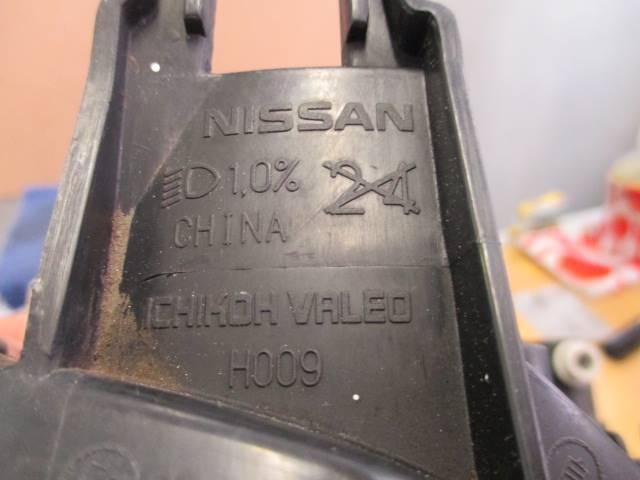 NISSAN
1.0% 24
CHINA
ICHIKOH VALEO
H009